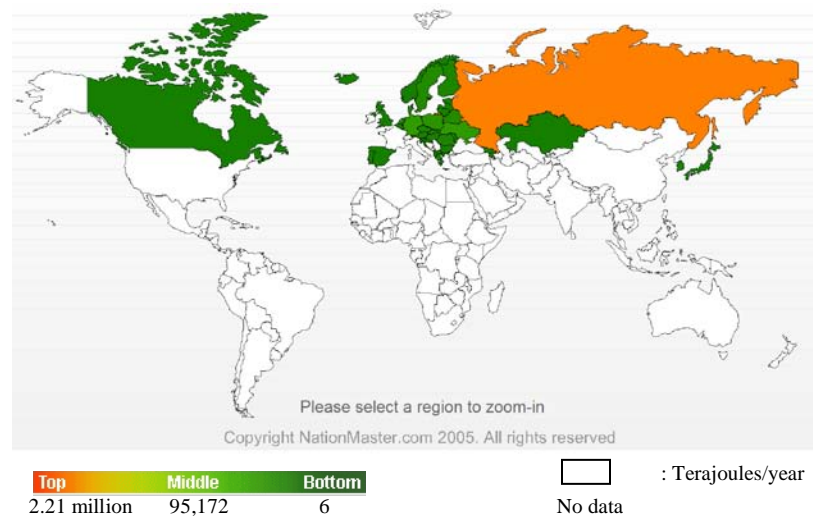 Please select a region to zoom-in
Copyright NationMaster.com 2005. All rights reserved
Top Middle Bottom : Terajoules/year
2.21 million 95,172 6 No data